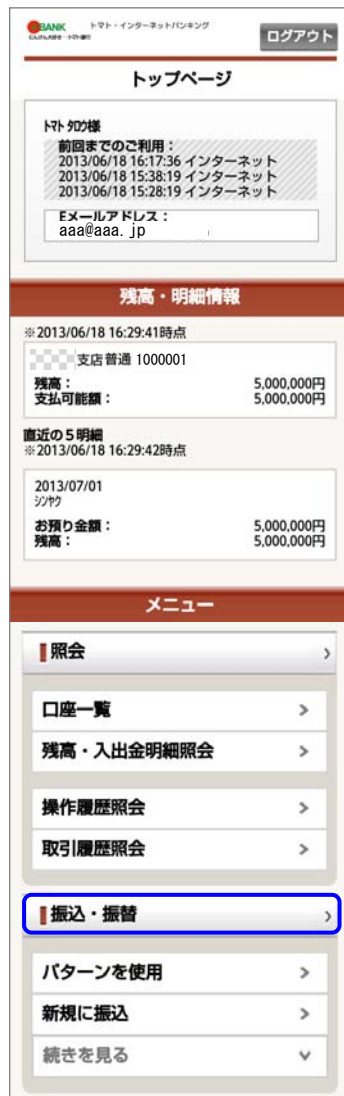 BANK
トマト・インターネットバンキング
ログアウト
トップページ
トマト タロウ様
前回までのご利用：
2013/06/18 16:17:36 インターネット
2013/06/18 15:38:19 インターネット
2013/06/18 15:28:19 インターネット
Eメールアドレス：
aaa@aaa. jp
残高・明細情報
※2013/06/18 16:29:41時点
支店 普通 1000001
残高： 5,000,000円
支払可能額： 5,000,000円
直近の５明細
※2013/06/18 16:29:42時点
2013/07/01
シンヤク
お預り金額： 5,000,000円
残高： 5,000,000円
メニュー
照会
口座一覧
残高・入出金明細照会
操作履歴照会
取引履歴照会
振込・振替
パターンを使用
新規に振込
続きを見る